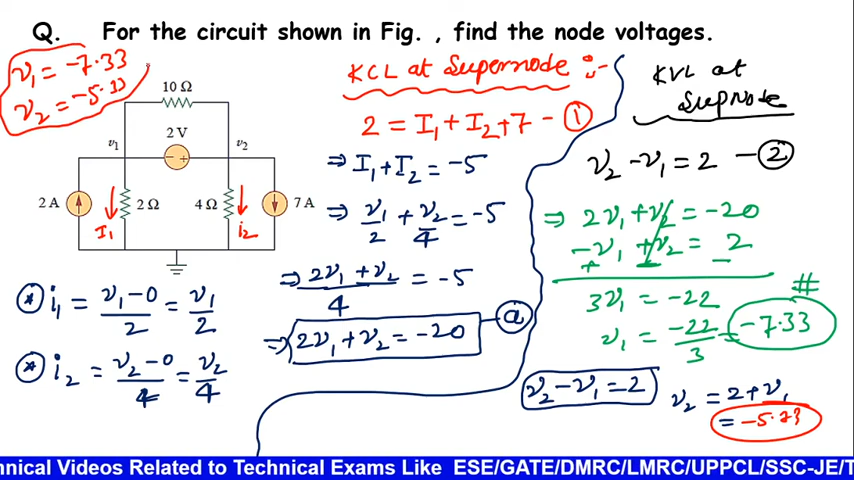 Q. For the circuit shown in Fig. , find the node voltages.
v₁ = -7.33
v₂ = -5.33
10 Ω
v₁
2 V
v₂
- +
2 A
2 Ω
4 Ω
7 A
I₁
i₂
* i₁ = (v₁-0)/2 = v₁/2
* i₂ = (v₂-0)/4 = v₂/4
KCL at Supernode :-
2 = I₁ + I₂ + 7 - ①
⇒ I₁ + I₂ = -5
⇒ v₁/2 + v₂/4 = -5
⇒ (2v₁ + v₂)/4 = -5
⇒ 2v₁ + v₂ = -20 - ⓐ
KVL at
Supnode
v₂ - v₁ = 2 - ②
⇒ 2v₁ + v₂ = -20
-v₁ + v₂ = 2
+ - -
3v₁ = -22
#
v₁ = -22/3 = -7.33
v₂ - v₁ = 2
v₂ = 2 + v₁
= -5.33
hnical Videos Related to Technical Exams Like ESE/GATE/DMRC/LMRC/UPPCL/SSC-JE/T